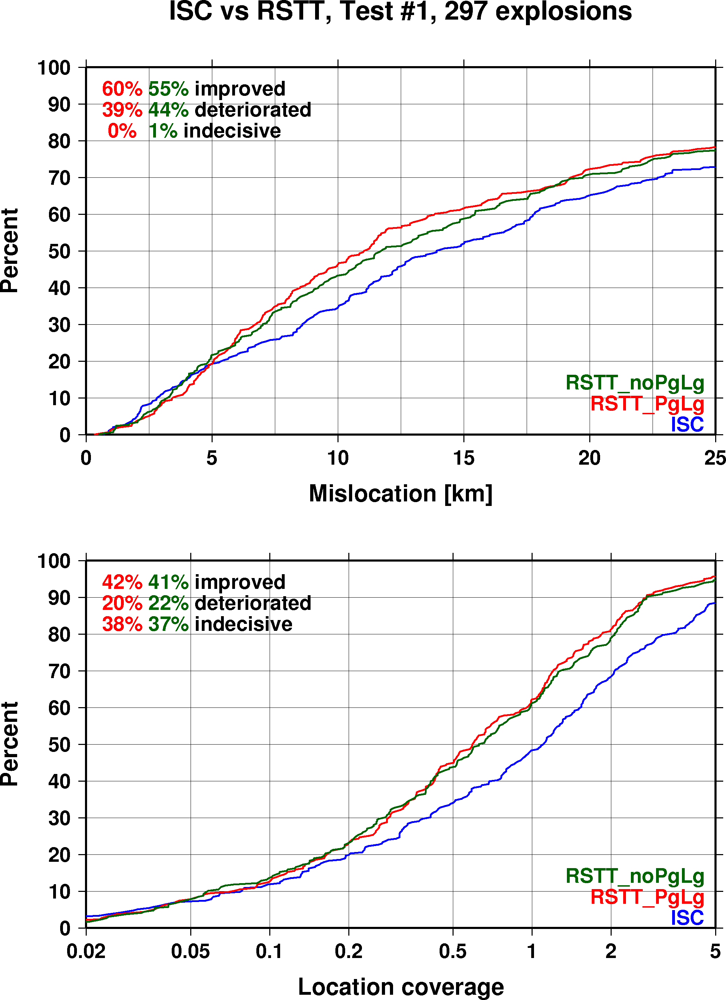 ISC vs RSTT, Test #1, 297 explosions
100
90
80
70
60
50
40
30
20
10
0
Percent
60% 55% improved
39% 44% deteriorated
0% 1% indecisive
RSTT_noPgLg
RSTT_PgLg
ISC
0 5 10 15 20 25
Mislocation [km]
100
90
80
70
60
50
40
30
20
10
0
Percent
42% 41% improved
20% 22% deteriorated
38% 37% indecisive
RSTT_noPgLg
RSTT_PgLg
ISC
0.02 0.05 0.1 0.2 0.5 1 2 5
Location coverage